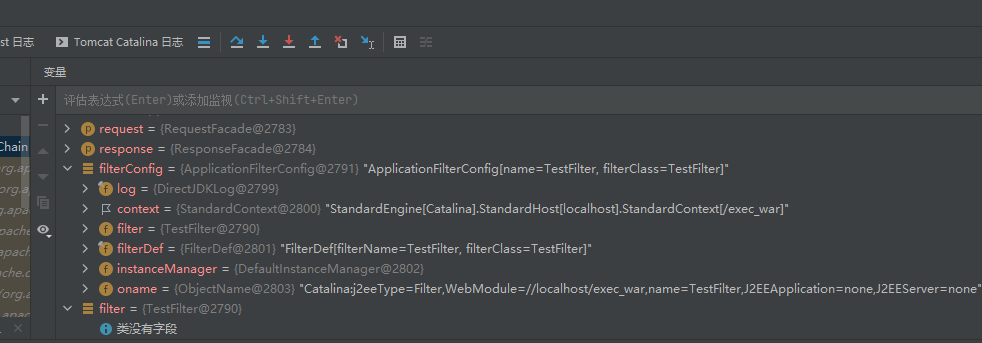 st 日志 Tomcat Catalina 日志
变量
评估表达式(Enter)或添加监视(Ctrl+Shift+Enter)
request = {RequestFacade@2783}
Chain
response = {ResponseFacade@2784}
org.ap
filterConfig = {ApplicationFilterConfig@2791} "ApplicationFilterConfig[name=TestFilter, filterClass=TestFilter]"
/org.a
log = {DirectJDKLog@2799}
org.apac
context = {StandardContext@2800} "StandardEngine[Catalina].StandardHost[localhost].StandardContext[/exec_war]"
pache
filter = {TestFilter@2790}
apach
filterDef = {FilterDef@2801} "FilterDef[filterName=TestFilter, filterClass=TestFilter]"
pache.c
instanceManager = {DefaultInstanceManager@2802}
/org.a
oname = {ObjectName@2803} "Catalina:j2eeType=Filter,WebModule=//localhost/exec_war,name=TestFilter,J2EEApplication=none,J2EEServer=none"
filter = {TestFilter@2790}
类没有字段